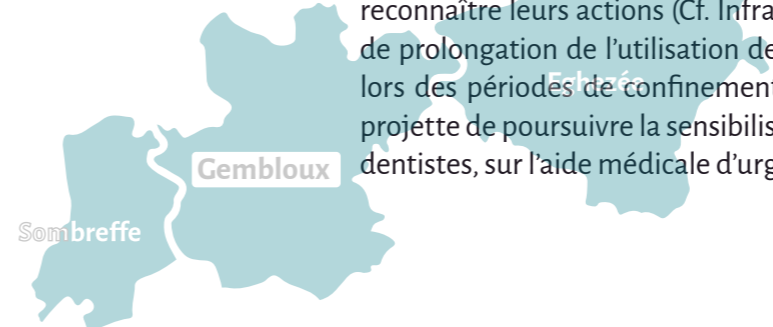 reconnaître leurs actions (Cf. Infra
de prolongation de l'utilisation de
lors des périodes de confinement
Eghezée
projette de poursuivre la sensibilis
Gembloux
dentistes, sur l'aide médicale d'urg
Sombreffe